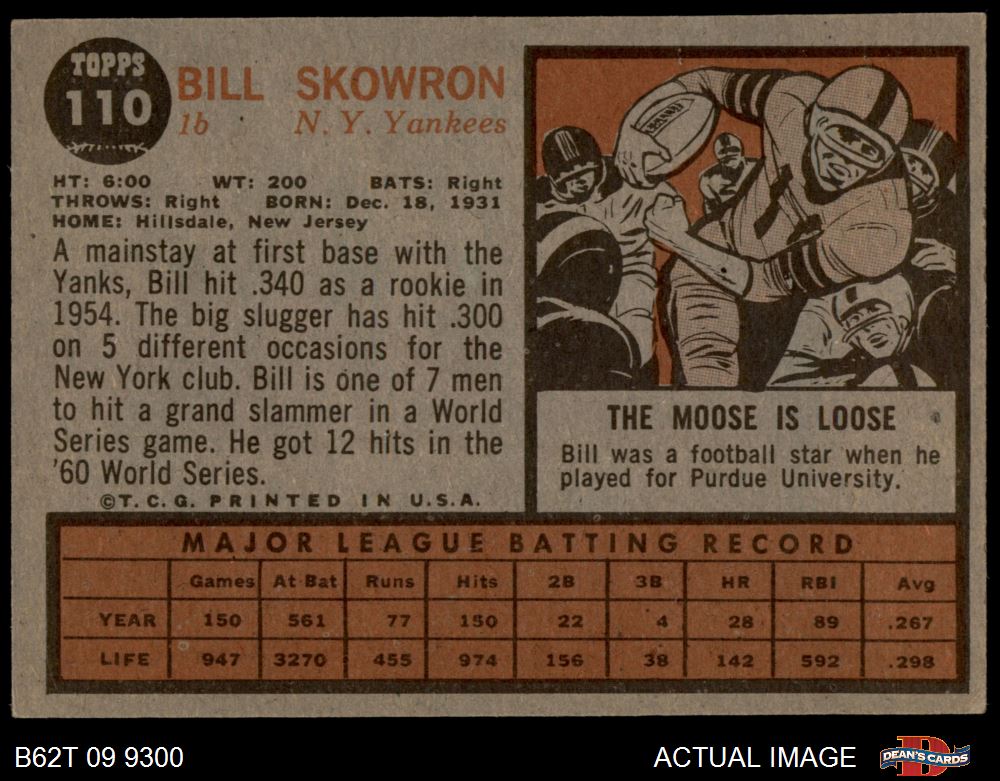 TOPPS
110
BILL SKOWRON
1b N. Y. Yankees
HT: 6:00 WT: 200 BATS: Right
THROWS: Right BORN: Dec. 18, 1931
HOME: Hillsdale, New Jersey
A mainstay at first base with the
Yanks, Bill hit .340 as a rookie in
1954. The big slugger has hit .300
on 5 different occasions for the
New York club. Bill is one of 7 men
to hit a grand slammer in a World
Series game. He got 12 hits in the
'60 World Series.
©T.C.G. PRINTED IN U.S.A.
THE MOOSE IS LOOSE
Bill was a football star when he
played for Purdue University.
MAJOR LEAGUE BATTING RECORD
Games At Bat Runs Hits 2B 3B HR RBI Avg
YEAR 150 561 77 150 22 4 28 89 .267
LIFE 947 3270 455 974 156 38 142 592 .298
B62T 09 9300 ACTUAL IMAGE DEAN'S CARDS